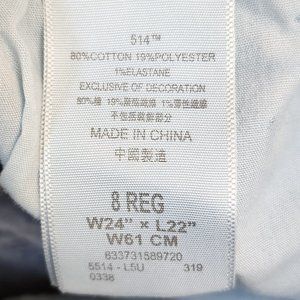 514™
80%COTTON 19%POLYESTER
1%ELASTANE
EXCLUSIVE OF DECORATION
80%棉 19%聚酯纖維 1%彈性纖維
不包括裝飾部分
MADE IN CHINA
中國製造
8 REG
W24" × L22"
W61 CM
633731589720
5514 - L5U 319
0338